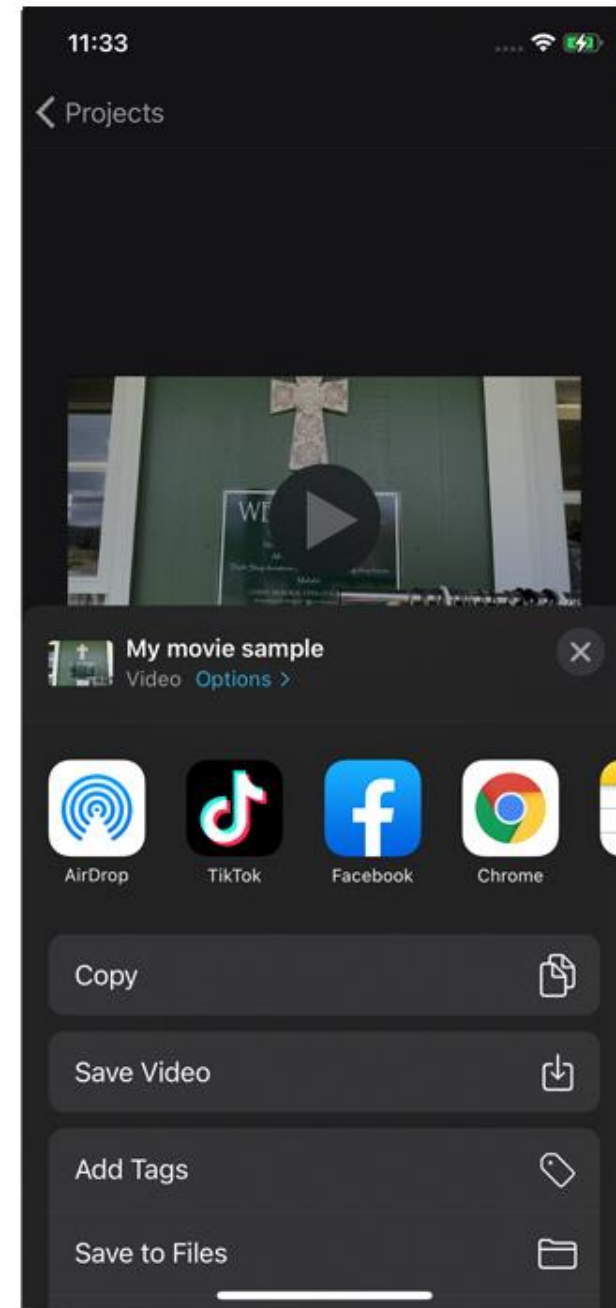 11:33
Projects
WE
My movie sample
Video Options >
AirDrop TikTok Facebook Chrome
Copy
Save Video
Add Tags
Save to Files